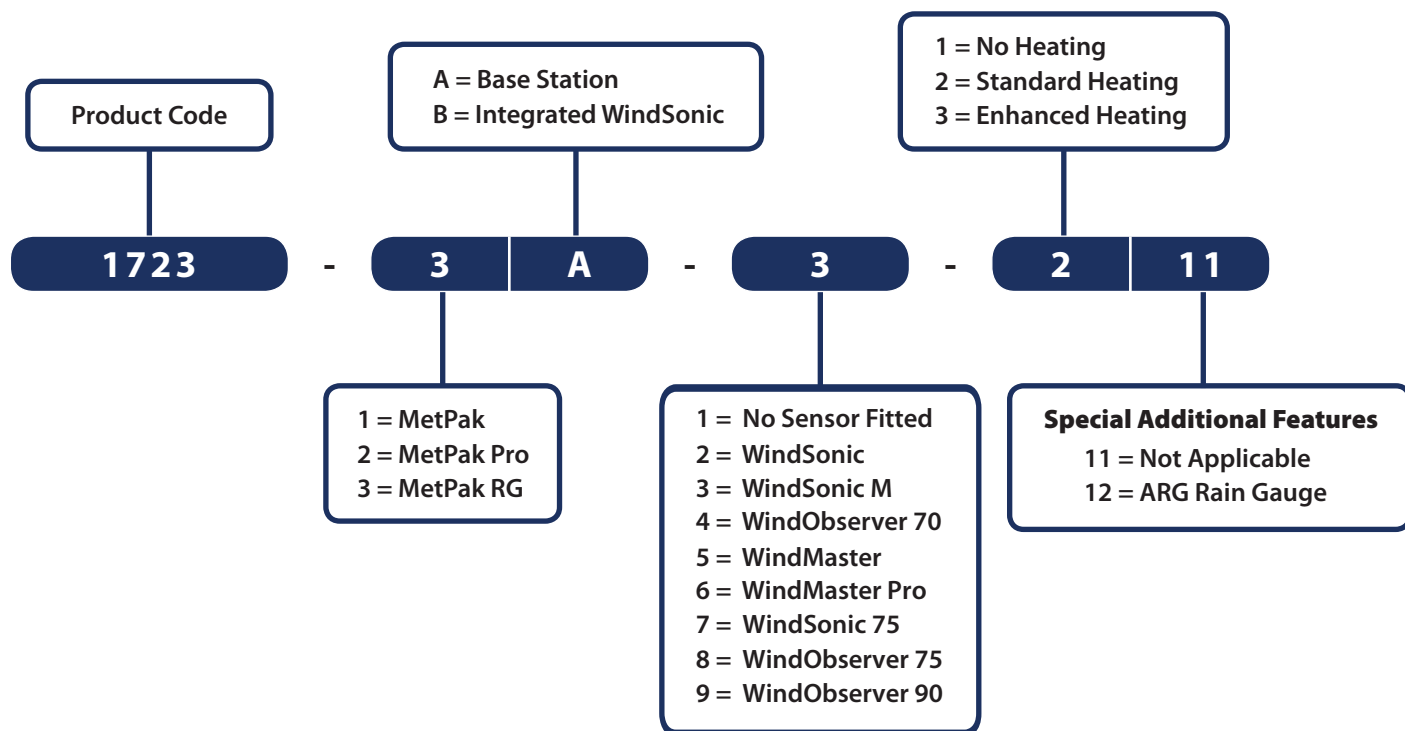 Product Code
A = Base Station
B = Integrated WindSonic
1 = No Heating
2 = Standard Heating
3 = Enhanced Heating
1723 - 3 A - 3 - 2 11
1 = MetPak
2 = MetPak Pro
3 = MetPak RG
1 = No Sensor Fitted
2 = WindSonic
3 = WindSonic M
4 = WindObserver 70
5 = WindMaster
6 = WindMaster Pro
7 = WindSonic 75
8 = WindObserver 75
9 = WindObserver 90
Special Additional Features
11 = Not Applicable
12 = ARG Rain Gauge